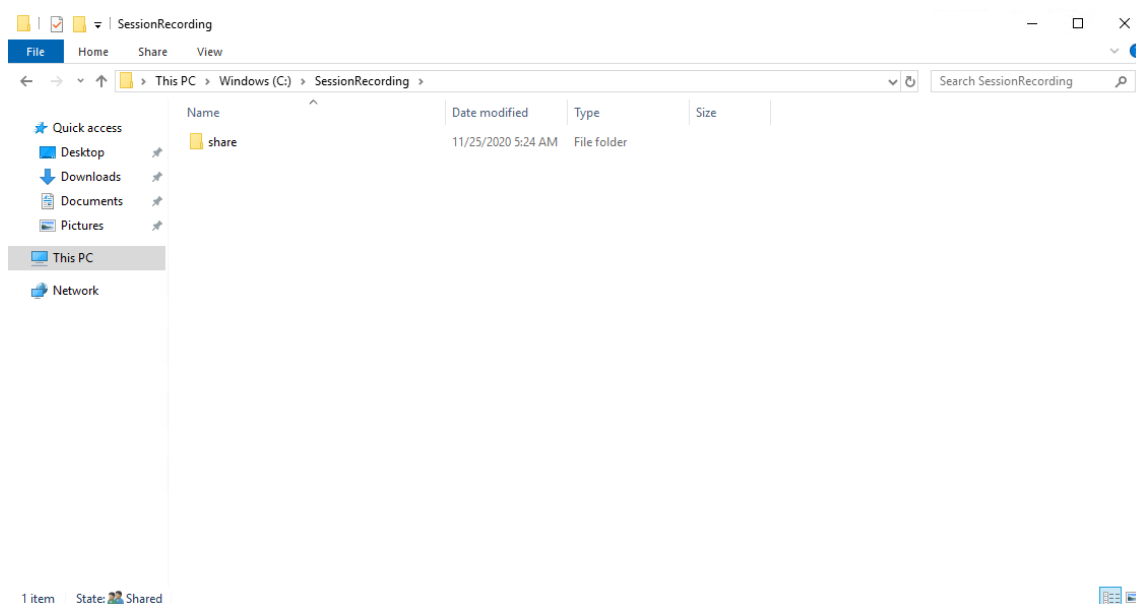 SessionRecording
File Home Share View
This PC > Windows (C:) > SessionRecording >
Search SessionRecording
Name Date modified Type Size
Quick access
share 11/25/2020 5:24 AM File folder
Desktop
Downloads
Documents
Pictures
This PC
Network
1 item State: Shared